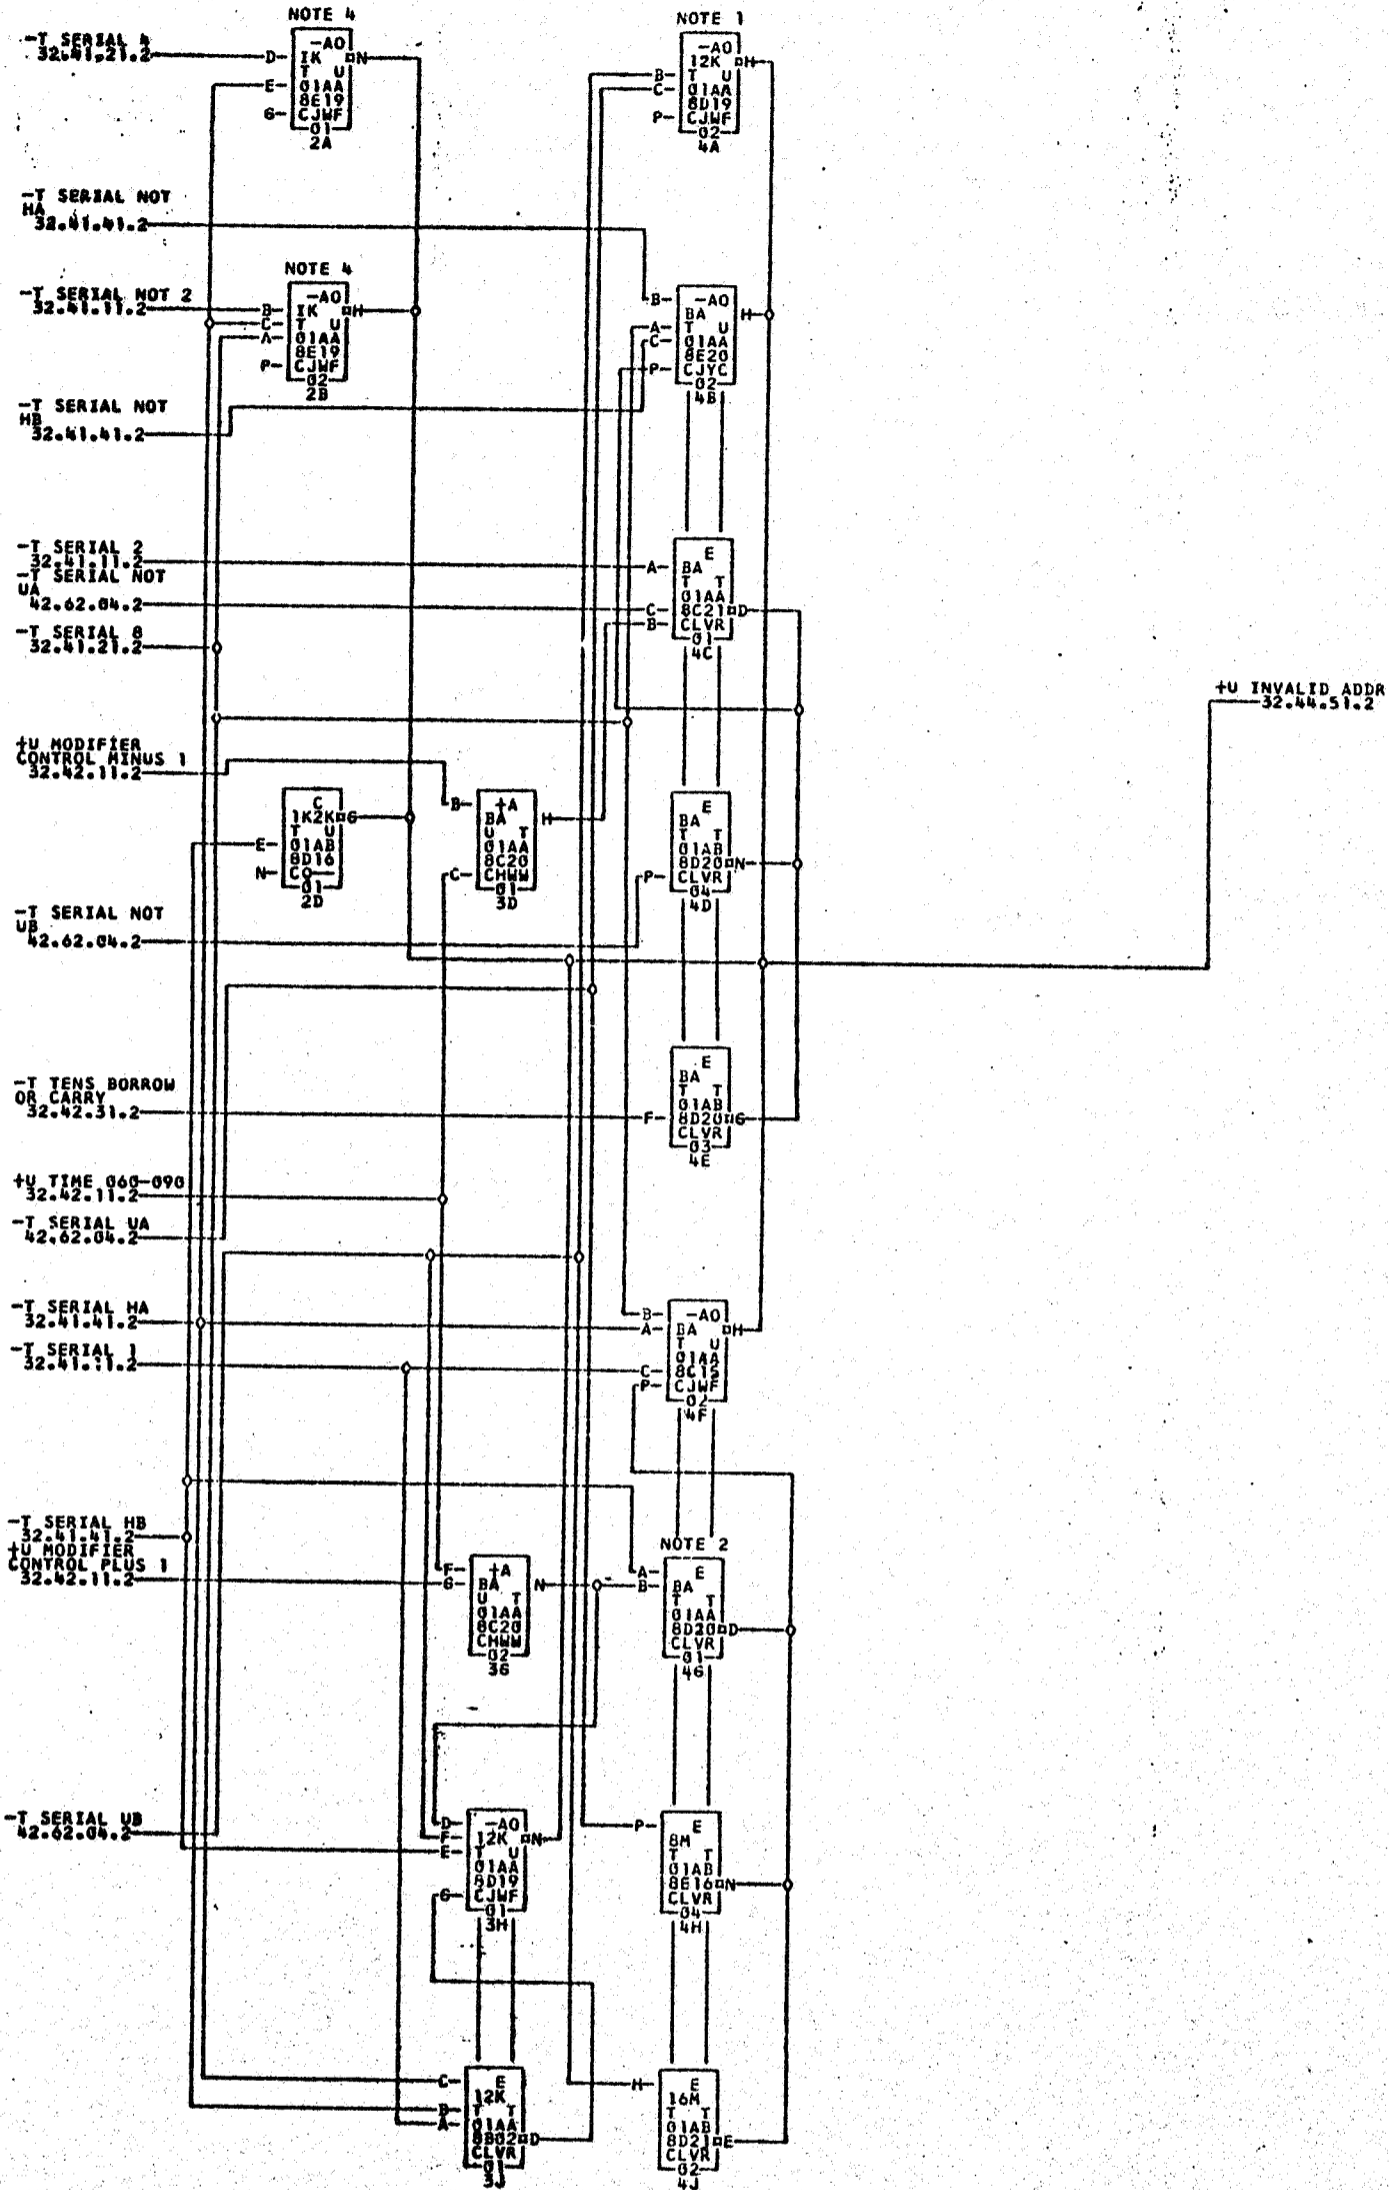 NOTE 4
-T SERIAL 4
32.41.21.2
D
E
G
-AO
1K
N
T U
01AA
8E19
CJWF
01
2A
NOTE 1
B
C
P
-AO
12K
H
T U
01AA
8D19
CJWF
02
4A
-T SERIAL NOT
HA
32.41.41.2
NOTE 4
-T SERIAL NOT 2
32.41.11.2
B
C
A
P
-AO
1K
H
T U
01AA
8E19
CJWF
02
2B
B
A
C
P
-AO
BA
H
T U
01AA
8E20
CJYC
02
4B
-T SERIAL NOT
HB
32.41.41.2
-T SERIAL 2
32.41.11.2
-T SERIAL NOT
UA
42.62.04.2
-T SERIAL 8
32.41.21.2
A
C
B
E
BA
T T
01AA
8C21
D
CLVR
01
4C
+U INVALID ADDR
32.44.51.2
+U MODIFIER
CONTROL MINUS 1
32.42.11.2
E
N
C
1K2K
G
T U
01AB
8D16
CQ
01
2D
B
C
+A
BA
H
U T
01AA
8C20
CHWW
01
3D
P
E
BA
T T
01AB
8D20
N
CLVR
04
4D
-T SERIAL NOT
UB
42.62.04.2
-T TENS BORROW
OR CARRY
32.42.31.2
F
E
BA
T T
01AB
8D20
G
CLVR
03
4E
+U TIME 060-090
32.42.11.2
-T SERIAL UA
42.62.04.2
-T SERIAL HA
32.41.41.2
-T SERIAL 1
32.41.11.2
B
A
C
P
-AO
BA
H
T U
01AA
8C15
CJWF
02
4F
-T SERIAL HB
32.41.41.2
+U MODIFIER
CONTROL PLUS 1
32.42.11.2
F
G
+A
BA
N
U T
01AA
8C20
CHWW
02
3G
NOTE 2
A
B
E
BA
T T
01AA
8D20
D
CLVR
01
4G
-T SERIAL UB
42.62.04.2
D
F
E
G
-AO
12K
N
T U
01AA
8D19
CJWF
01
3H
P
E
8M
T T
01AB
8E16
N
CLVR
04
4H
C
B
A
E
12K
T T
01AA
8B02
D
CLVR
3J
H
E
16M
T T
01AB
8D21
E
CLVR
02
4J